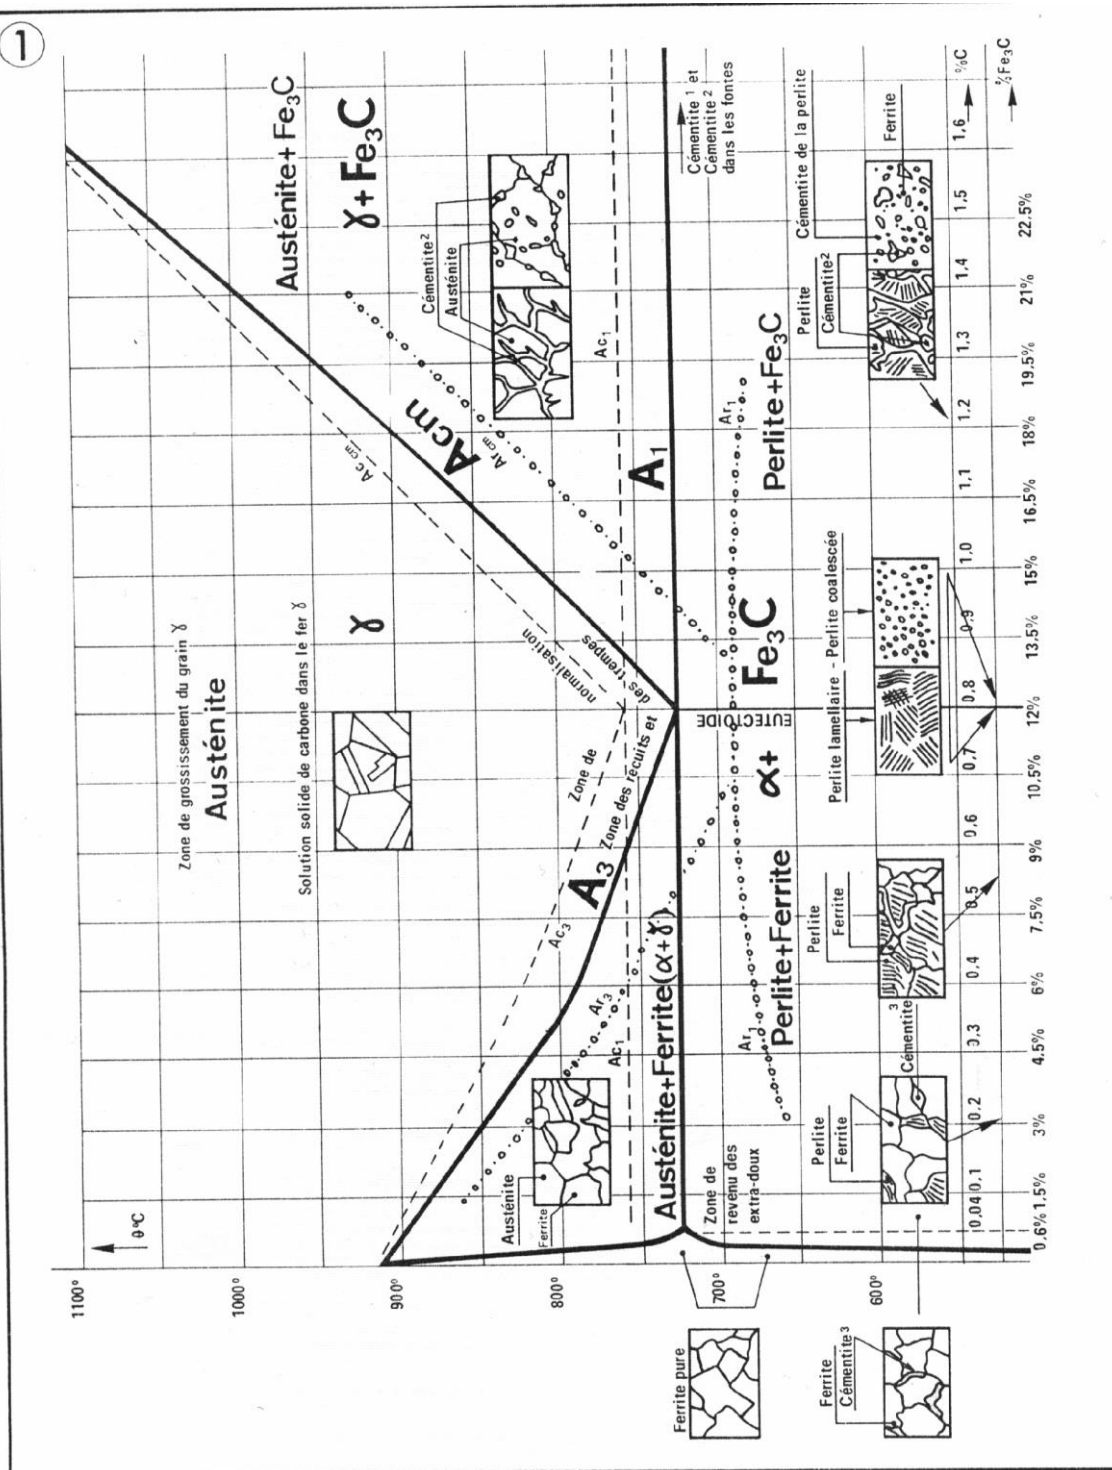 1
θ°C
1100°
1000°
900°
800°
700°
600°
Zone de grossissement du grain γ
Austénite
Solution solide de carbone dans le fer γ
γ
Austénite+Fe₃C
γ+Fe₃C
Ac cm
Acm
Ar cm
Cémentite²
Austénite
Zone de
normalisation
Zone des recuits et
des trempes
Ac₃
A₃
Ar₃
Ac₁
Ac₁
A₁
Austénite
Ferrite
Austénite+Ferrite(α+γ)
Cémentite¹ et
Cémentite²
dans les fontes
Zone de
revenu des
extra-doux
EUTECTOIDE
Ar₁
Ar₁
α+ Fe₃C
Perlite+Ferrite
Perlite+Fe₃C
Ferrite pure
Ferrite
Cémentite³
Perlite
Ferrite
Cémentite
3
Perlite
Ferrite
Perlite lamellaire - Perlite coalescée
Perlite
Cémentite²
Cémentite de la perlite
Ferrite
0,04 0,1 0,2 0,3 0,4 0,5 0,6 0,7 0,8 0,9 1,0 1,1 1,2 1,3 1,4 1,5 1,6 %C
0.6% 1.5% 3% 4.5% 6% 7.5% 9% 10.5% 12% 13.5% 15% 16.5% 18% 19.5% 21% 22.5% %Fe₃C